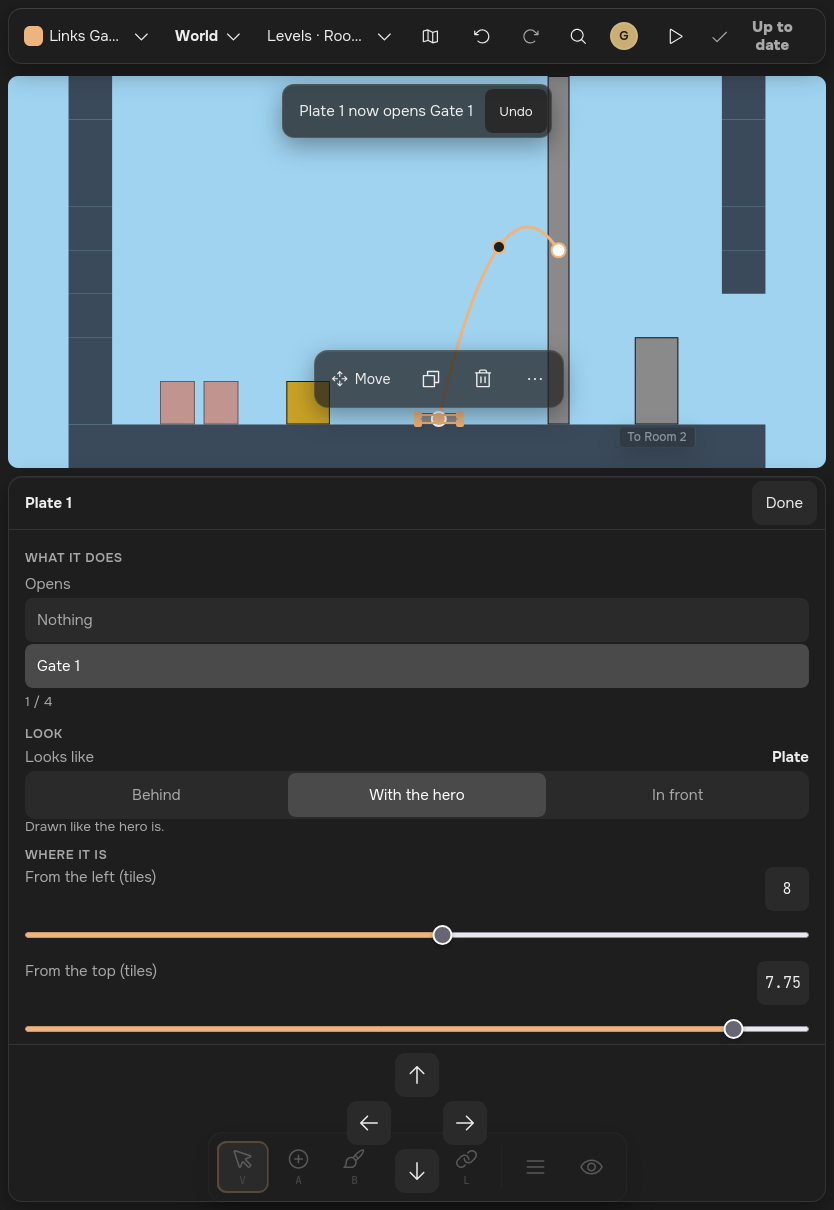 Links Ga...
World
Levels · Roo...
G
Up to
date
Plate 1 now opens Gate 1
Undo
Move
To Room 2
Plate 1
Done
WHAT IT DOES
Opens
Nothing
Gate 1
1 / 4
LOOK
Looks like
Plate
Behind
With the hero
In front
Drawn like the hero is.
WHERE IT IS
From the left (tiles)
8
From the top (tiles)
7.75
V
A
B
L